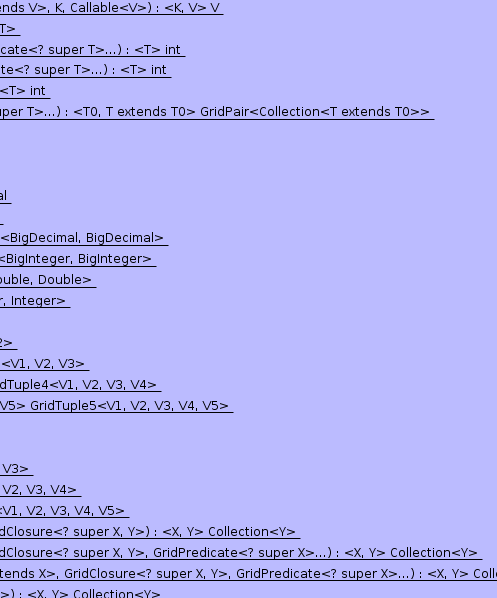 ends V>, K, Callable<V>) : <K, V> V
T>
cate<? super T>...) : <T> int
te<? super T>...) : <T> int
<T> int
uper T>...) : <T0, T extends T0> GridPair<Collection<T extends T0>>
al
<BigDecimal, BigDecimal>
<BigInteger, BigInteger>
ouble, Double>
r, Integer>
2>
<V1, V2, V3>
dTuple4<V1, V2, V3, V4>
V5> GridTuple5<V1, V2, V3, V4, V5>
V3>
V2, V3, V4>
<V1, V2, V3, V4, V5>
dClosure<? super X, Y>) : <X, Y> Collection<Y>
dClosure<? super X, Y>, GridPredicate<? super X>...) : <X, Y> Collection<Y>
tends X>, GridClosure<? super X, Y>, GridPredicate<? super X>...) : <X, Y> Coll
>) : <X, Y> Collection<Y>